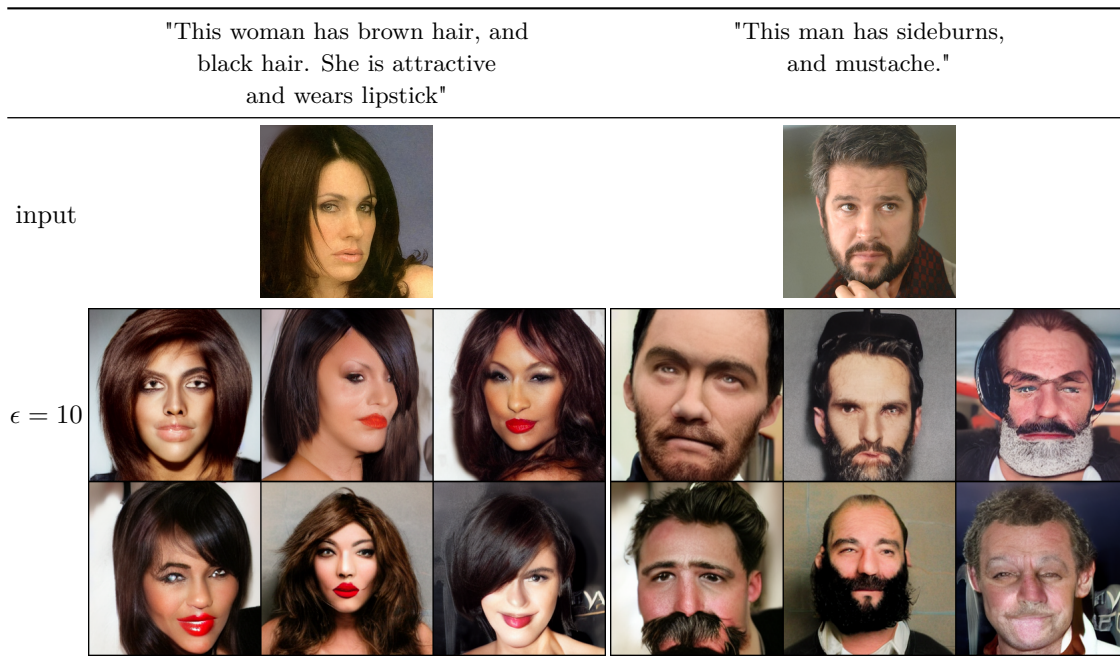 "This woman has brown hair, and
black hair. She is attractive
and wears lipstick"
"This man has sideburns,
and mustache."
input
ϵ = 10